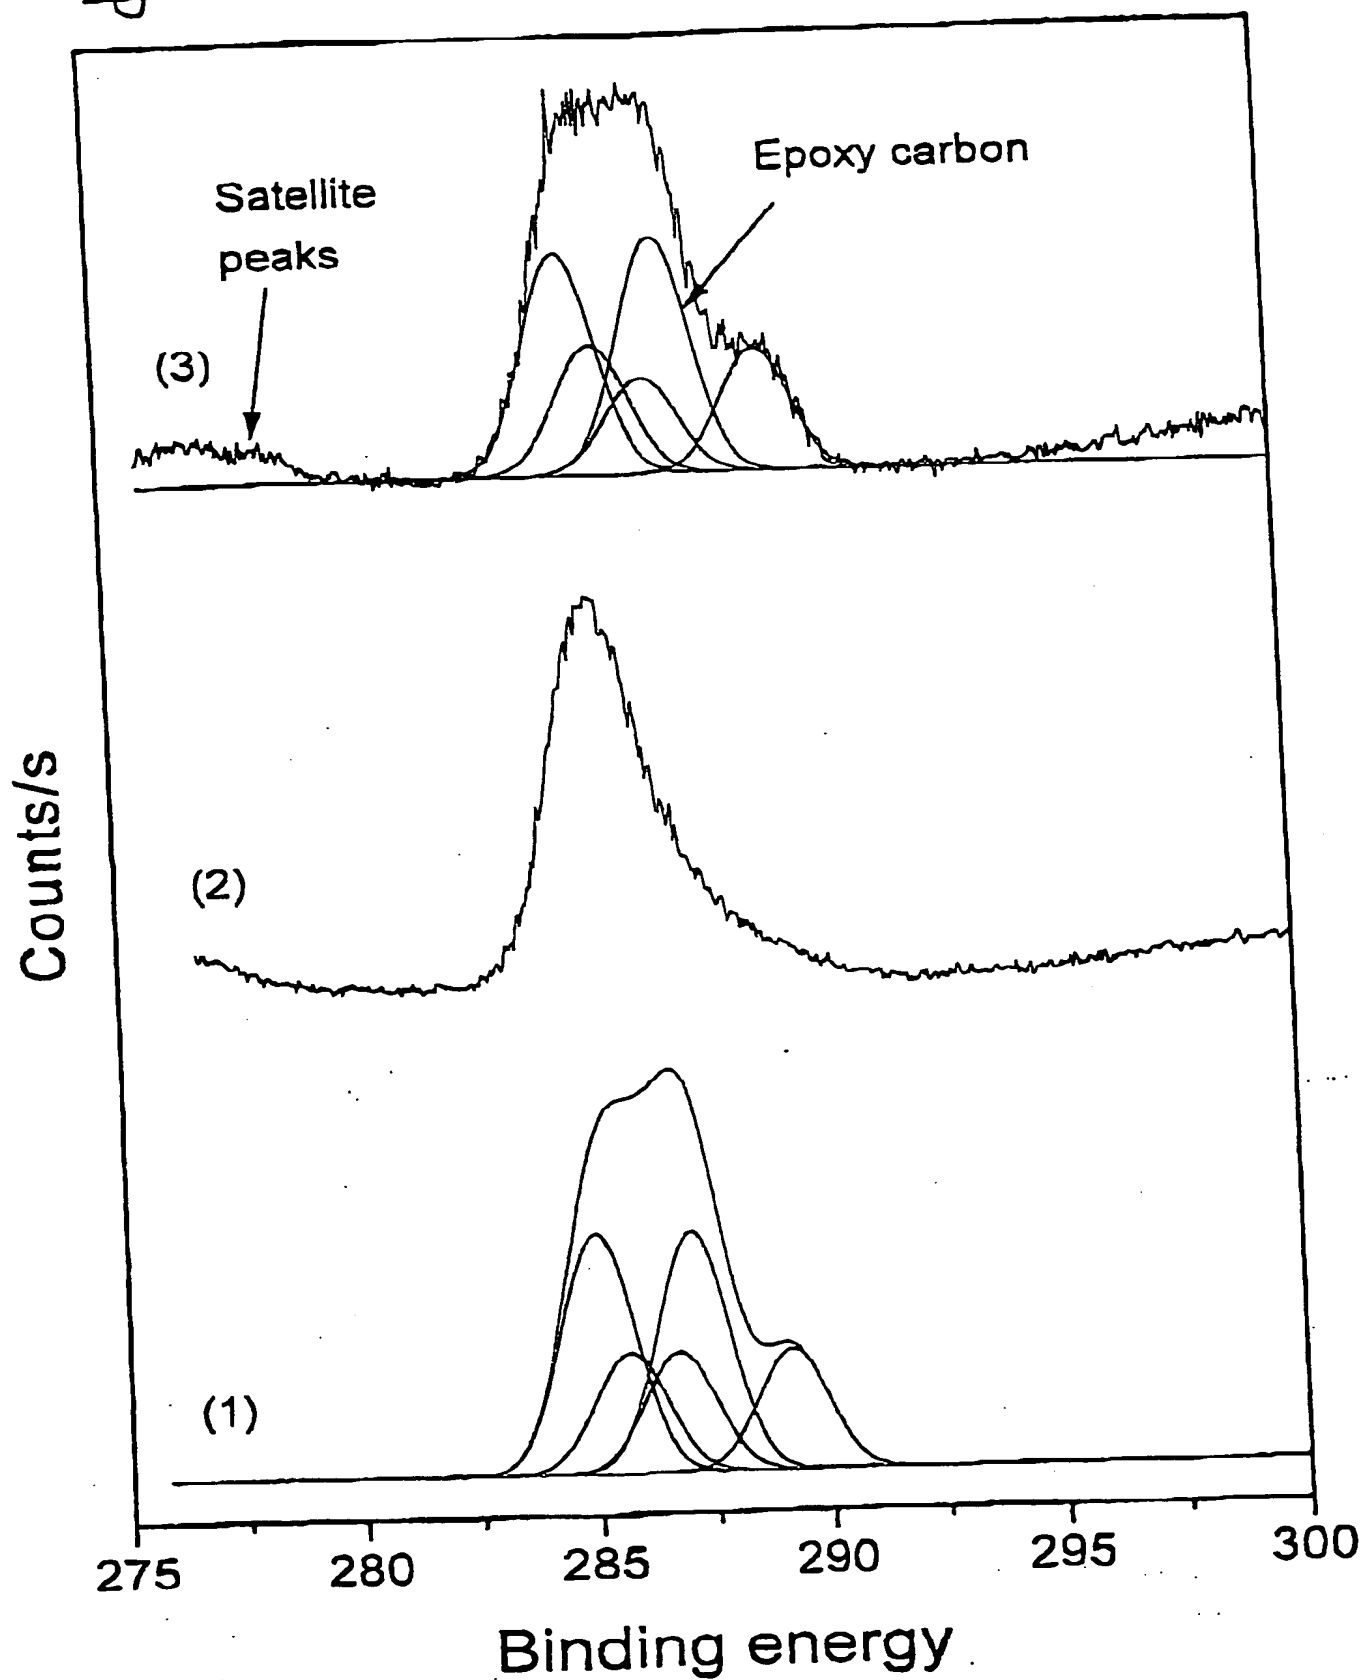 Epoxy carbon
Satellite
peaks
(3)
(2)
(1)
Counts/s
275 280 285 290 295 300
Binding energy